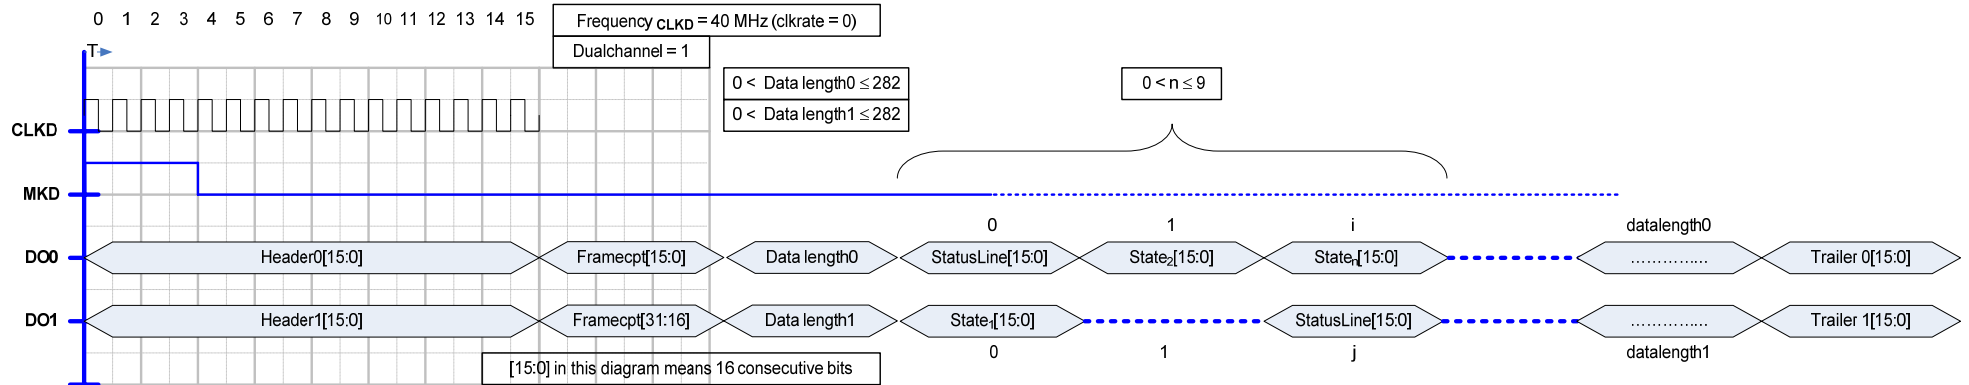 0 1 2 3 4 5 6 7 8 9 10 11 12 13 14 15
Frequency CLKD = 40 MHz (clkrate = 0)
T
Dualchannel = 1
0 < Data length0 ≤ 282
0 < n ≤ 9
0 < Data length1 ≤ 282
CLKD
MKD
0 1 i datalength0
DO0 Header0[15:0] Framecpt[15:0] Data length0 StatusLine[15:0] State2[15:0] Staten[15:0] ………….. Trailer 0[15:0]
DO1 Header1[15:0] Framecpt[31:16] Data length1 State1[15:0] StatusLine[15:0] ………….. Trailer 1[15:0]
0 1 j datalength1
[15:0] in this diagram means 16 consecutive bits